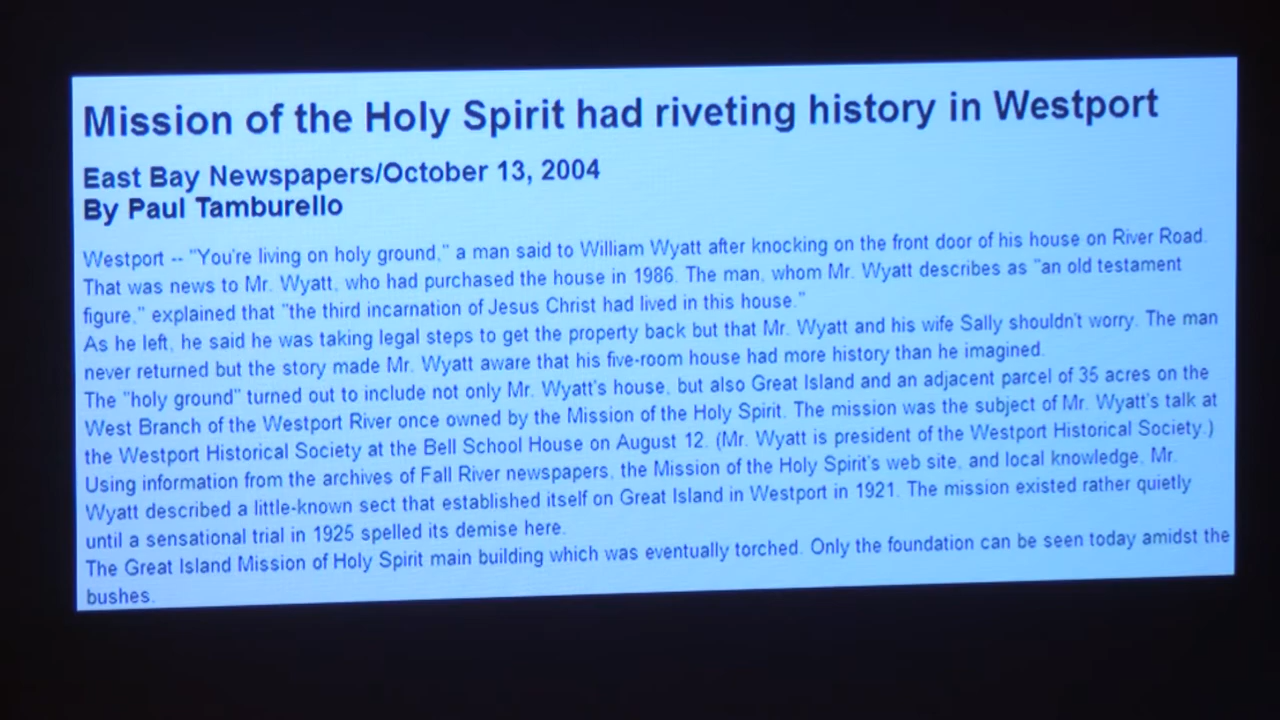 Mission of the Holy Spirit had riveting history in Westport
East Bay Newspapers/October 13, 2004
By Paul Tamburello
Westport -- "You're living on holy ground," a man said to William Wyatt after knocking on the front door of his house on River Road.
That was news to Mr. Wyatt, who had purchased the house in 1986. The man, whom Mr. Wyatt describes as "an old testament
figure," explained that "the third incarnation of Jesus Christ had lived in this house."
As he left, he said he was taking legal steps to get the property back but that Mr. Wyatt and his wife Sally shouldn't worry. The man
never returned but the story made Mr. Wyatt aware that his five-room house had more history than he imagined.
The "holy ground" turned out to include not only Mr. Wyatt's house, but also Great Island and an adjacent parcel of 35 acres on the
West Branch of the Westport River once owned by the Mission of the Holy Spirit. The mission was the subject of Mr. Wyatt's talk at
the Westport Historical Society at the Bell School House on August 12. (Mr. Wyatt is president of the Westport Historical Society.)
Using information from the archives of Fall River newspapers, the Mission of the Holy Spirit's web site, and local knowledge, Mr.
Wyatt described a little-known sect that established itself on Great Island in Westport in 1921. The mission existed rather quietly
until a sensational trial in 1925 spelled its demise here.
The Great Island Mission of Holy Spirit main building which was eventually torched. Only the foundation can be seen today amidst the
bushes.